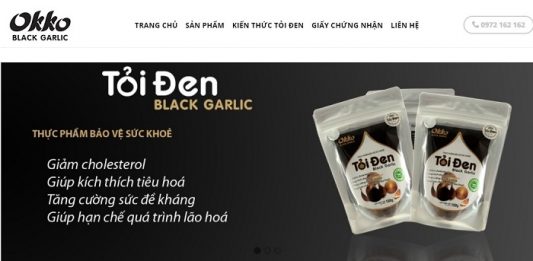 Okko
BLACK GARLIC
TRANG CHỦ SẢN PHẨM KIẾN THỨC TỎI ĐEN GIẤY CHỨNG NHẬN LIÊN HỆ
0972 162 162
Tỏi Đen
BLACK GARLIC
THỰC PHẨM BẢO VỆ SỨC KHOẺ
Giảm cholesterol
Giúp kích thích tiêu hoá
Tăng cường sức đề kháng
Giúp hạn chế quá trình lão hoá
Okko
Tỏi Đen
Black Garlic
Okko
Tỏi Đen
Black Garlic